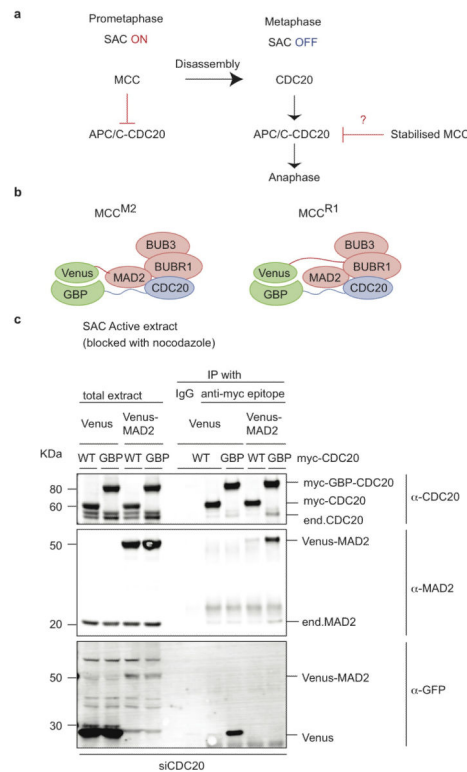 a
Prometaphase
Metaphase
SAC ON
SAC OFF
Disassembly
MCC
CDC20
?
APC/C-CDC20
APC/C-CDC20
Stabilised MCC
Anaphase
b
MCC^M2
MCC^R1
BUB3
BUB3
Venus
MAD2
BUBR1
Venus
MAD2
BUBR1
GBP
CDC20
GBP
CDC20
c
SAC Active extract
(blocked with nocodazole)
IP with
total extract
IgG anti-myc epitope
Venus
Venus-
MAD2
Venus
Venus-
MAD2
KDa
WT GBP WT GBP
WT GBP WT GBP myc-CDC20
80
60
myc-GBP-CDC20
myc-CDC20
end.CDC20
α-CDC20
50
20
Venus-MAD2
end.MAD2
α-MAD2
50
30
Venus-MAD2
Venus
α-GFP
siCDC20